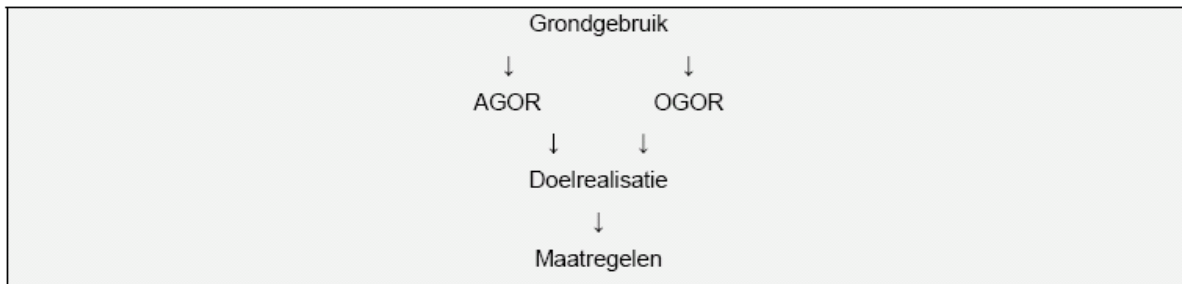 Grondgebruik
↓ ↓
AGOR OGOR
↓ ↓
Doelrealisatie
↓
Maatregelen